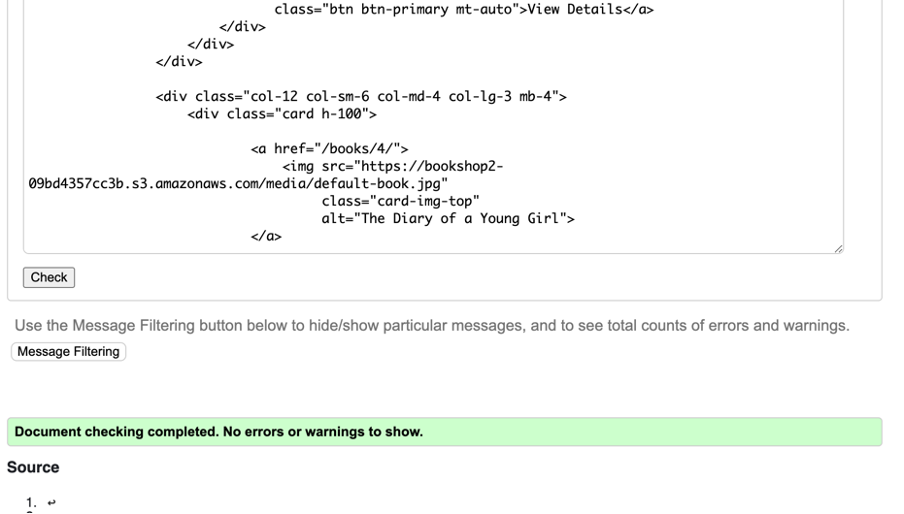 class="btn btn-primary mt-auto">View Details</a>
</div>
</div>
</div>
<div class="col-12 col-sm-6 col-md-4 col-lg-3 mb-4">
<div class="card h-100">
<a href="/books/4/">
<img src="https://bookshop2-
09bd4357cc3b.s3.amazonaws.com/media/default-book.jpg"
class="card-img-top"
alt="The Diary of a Young Girl">
</a>
Check
Use the Message Filtering button below to hide/show particular messages, and to see total counts of errors and warnings.
Message Filtering
Document checking completed. No errors or warnings to show.
Source
1. ↩